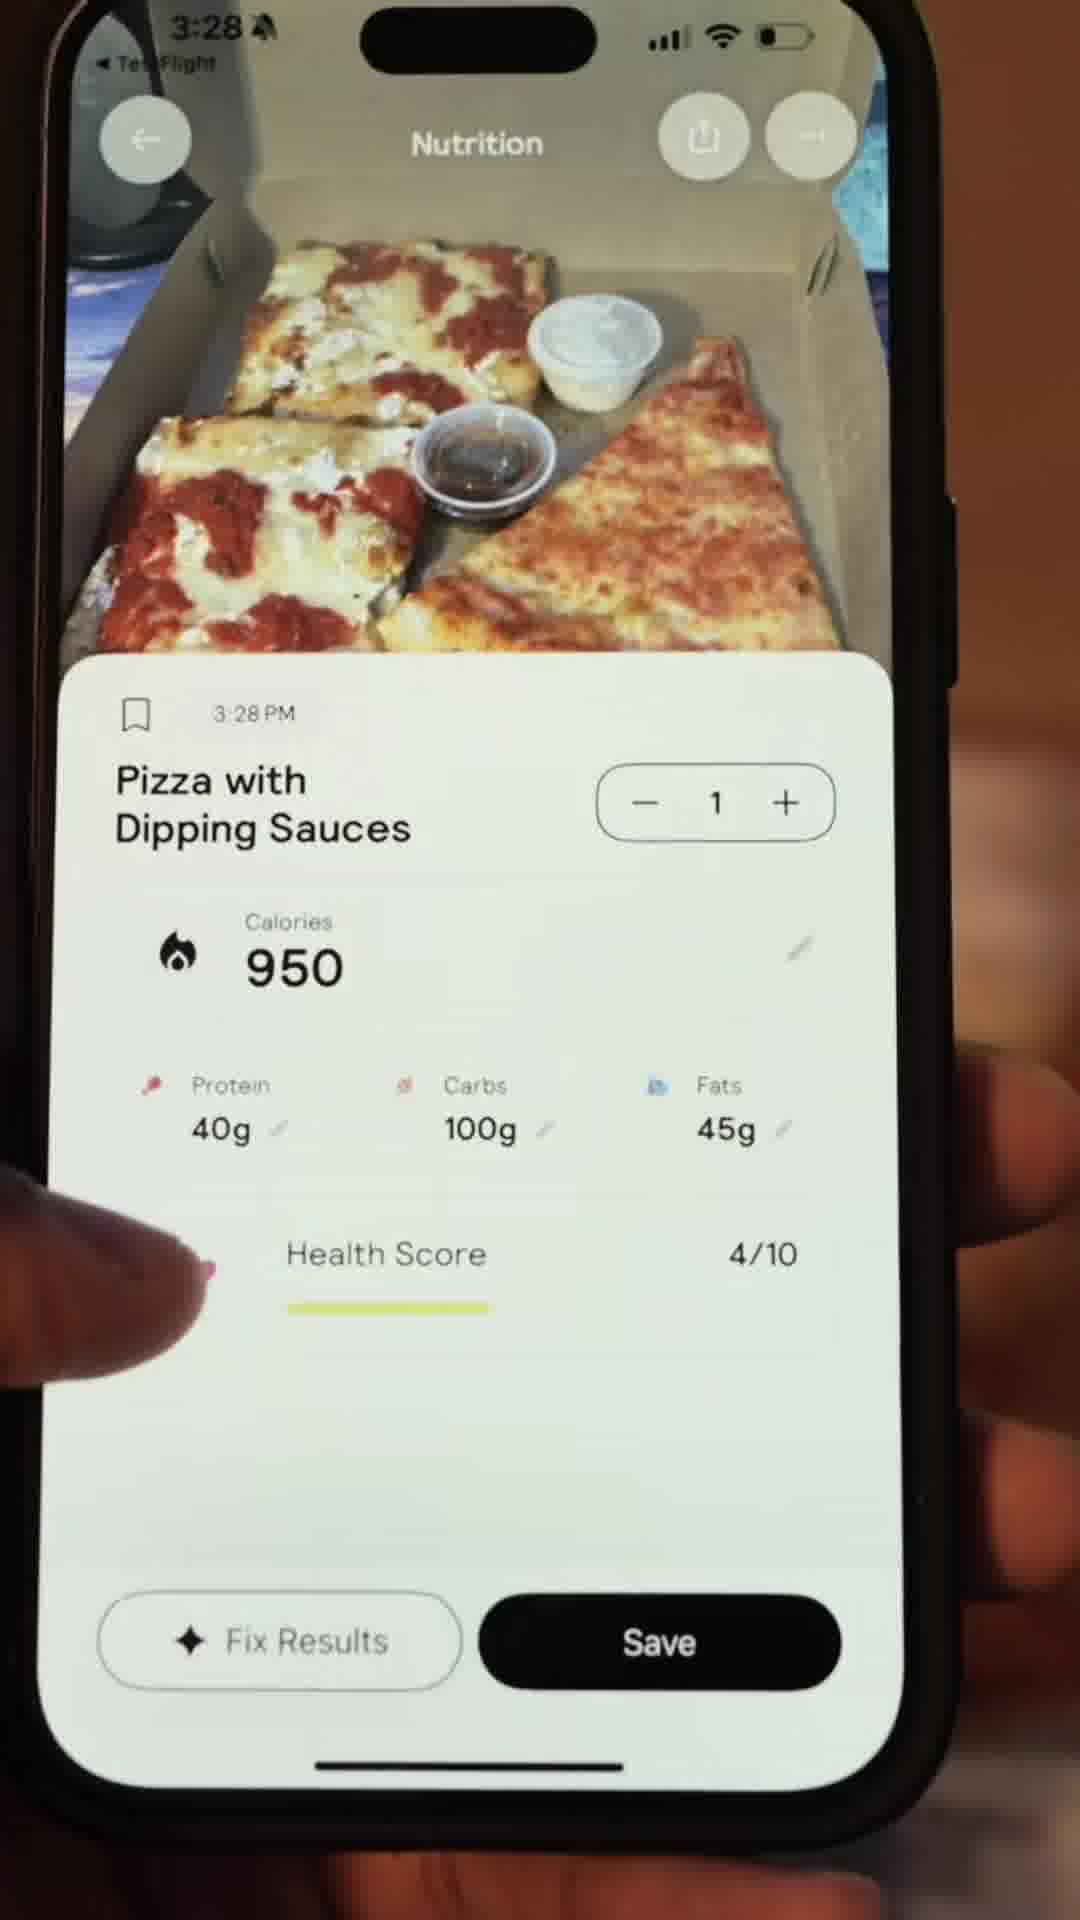 3:28
TestFlight
Nutrition
3:28 PM
Pizza with
Dipping Sauces
1
Calories
950
Protein
40g
Carbs
100g
Fats
45g
Health Score
4/10
Fix Results
Save